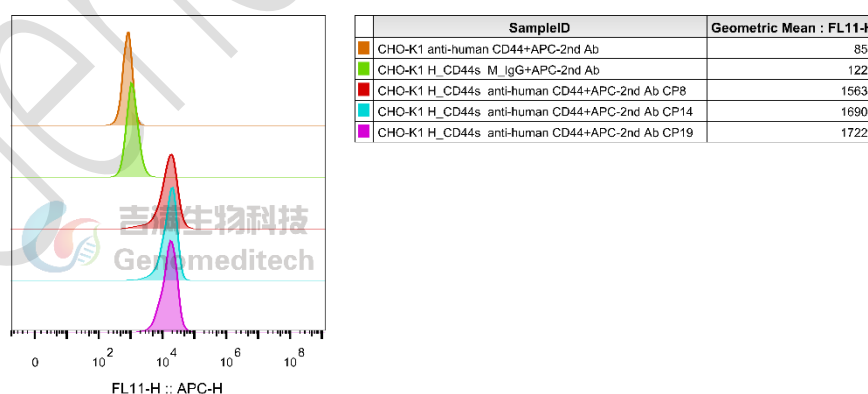 SampleID Geometric Mean : FL11-H
CHO-K1 anti-human CD44+APC-2nd Ab 850
CHO-K1 H_CD44s M_IgG+APC-2nd Ab 122
CHO-K1 H_CD44s anti-human CD44+APC-2nd Ab CP8 1563
CHO-K1 H_CD44s anti-human CD44+APC-2nd Ab CP14 1690
CHO-K1 H_CD44s anti-human CD44+APC-2nd Ab CP19 1722
吉满生物科技
Genomeditech
0 10^2 10^4 10^6 10^8
FL11-H :: APC-H